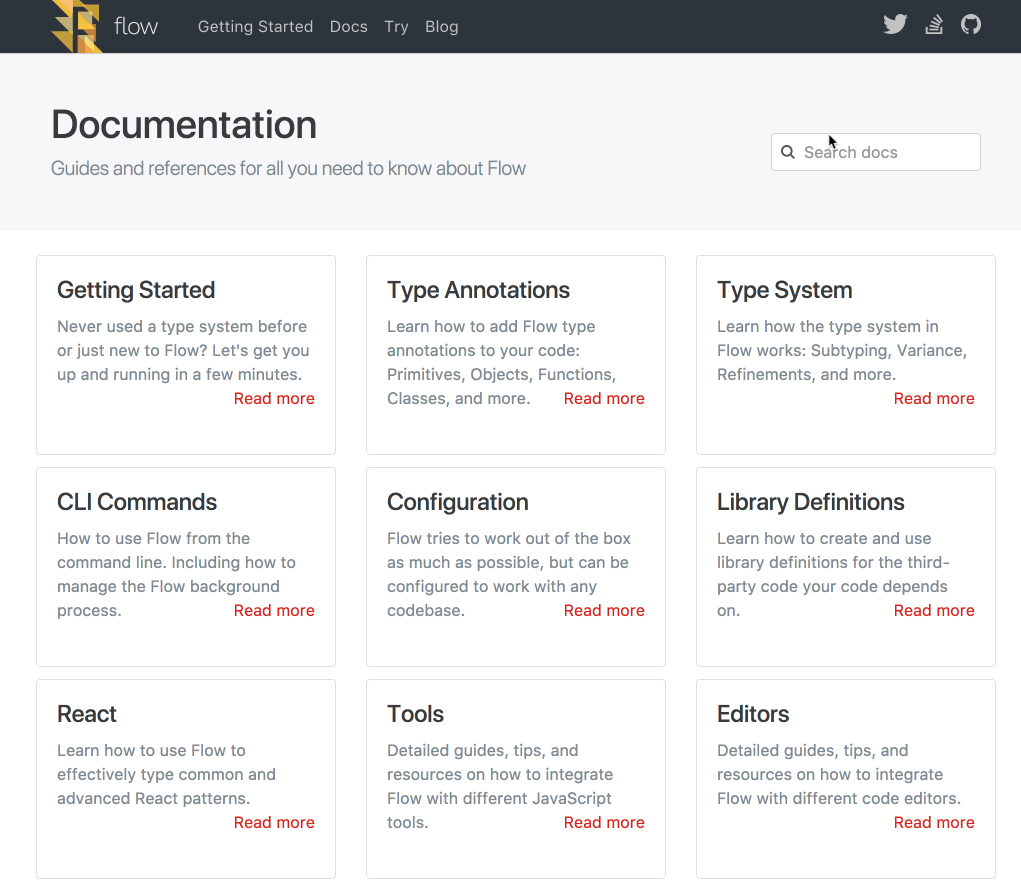 flow
Getting Started Docs Try Blog
Documentation
Guides and references for all you need to know about Flow
Search docs
Getting Started
Never used a type system before
or just new to Flow? Let's get you
up and running in a few minutes.
Read more
Type Annotations
Learn how to add Flow type
annotations to your code:
Primitives, Objects, Functions,
Classes, and more. Read more
Type System
Learn how the type system in
Flow works: Subtyping, Variance,
Refinements, and more.
Read more
CLI Commands
How to use Flow from the
command line. Including how to
manage the Flow background
process. Read more
Configuration
Flow tries to work out of the box
as much as possible, but can be
configured to work with any
codebase. Read more
Library Definitions
Learn how to create and use
library definitions for the third-
party code your code depends
on. Read more
React
Learn how to use Flow to
effectively type common and
advanced React patterns.
Read more
Tools
Detailed guides, tips, and
resources on how to integrate
Flow with different JavaScript
tools. Read more
Editors
Detailed guides, tips, and
resources on how to integrate
Flow with different code editors.
Read more